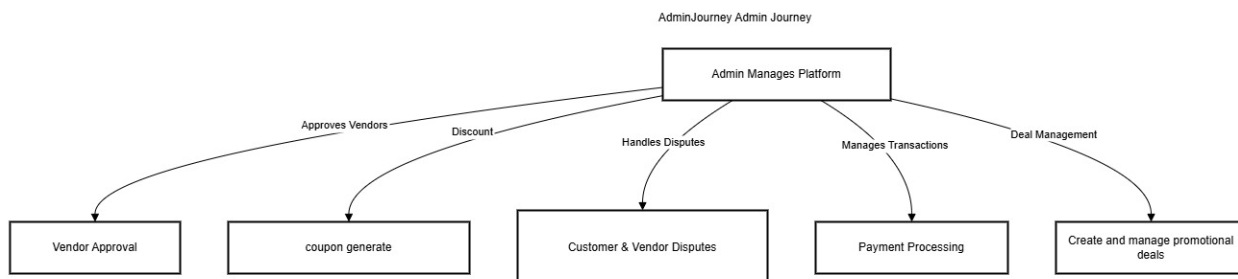 AdminJourney Admin Journey
Admin Manages Platform
Approves Vendors
Discount
Handles Disputes
Manages Transactions
Deal Management
Vendor Approval
coupon generate
Customer & Vendor Disputes
Payment Processing
Create and manage promotional
deals